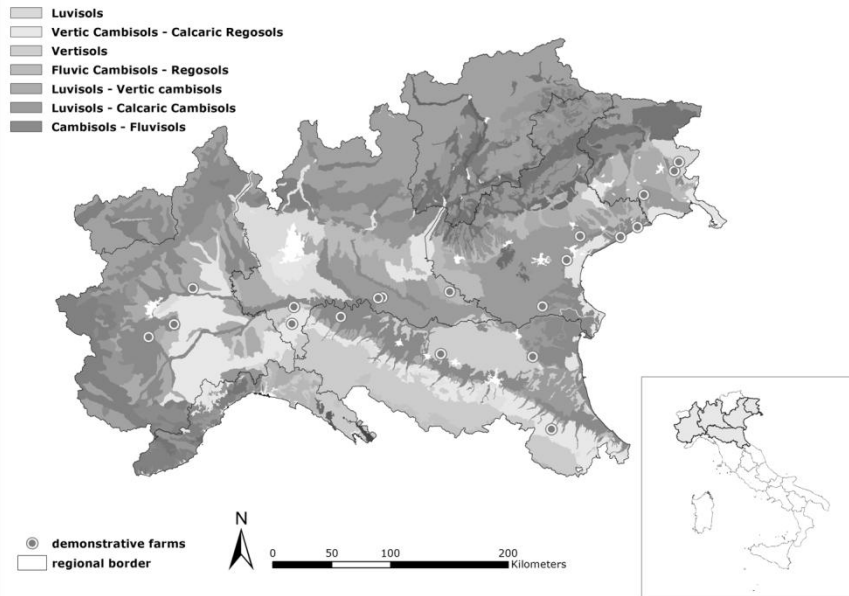 Luvisols
Vertic Cambisols - Calcaric Regosols
Vertisols
Fluvic Cambisols - Regosols
Luvisols - Vertic cambisols
Luvisols - Calcaric Cambisols
Cambisols - Fluvisols
demonstrative farms
regional border
N
0 50 100 200
Kilometers